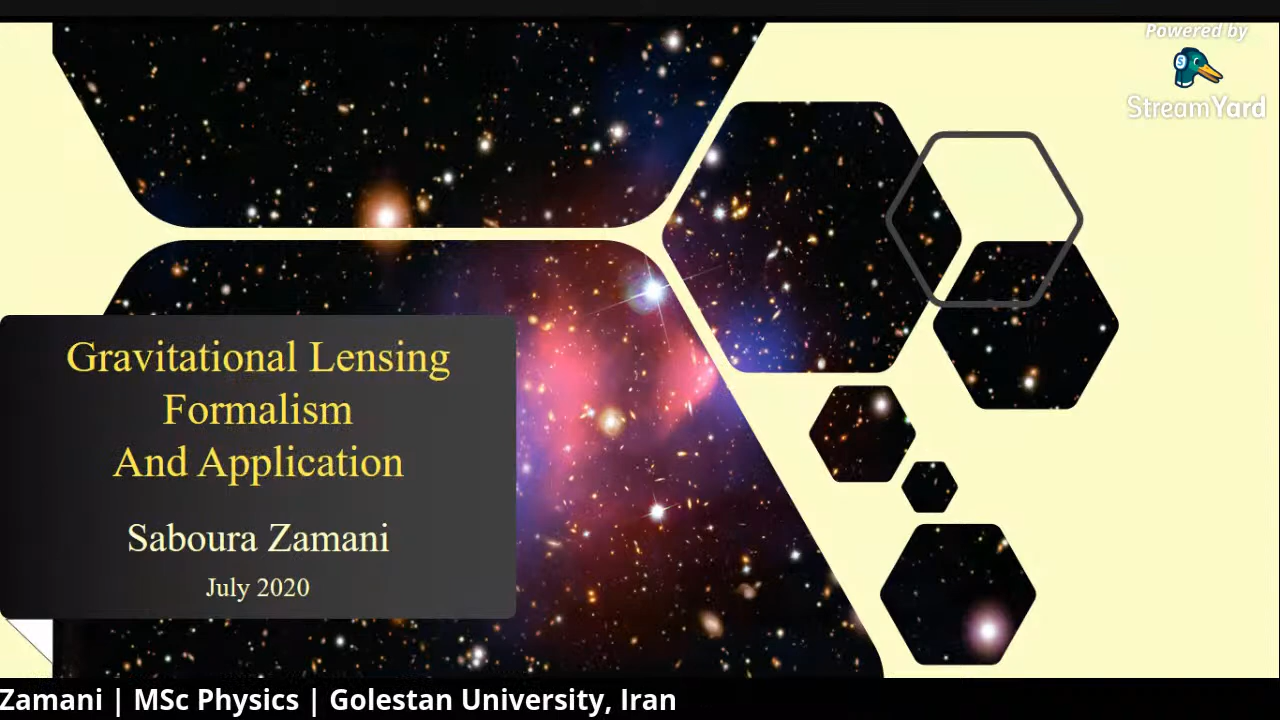 Powered by
StreamYard
Gravitational Lensing
Formalism
And Application
Saboura Zamani
July 2020
Zamani | MSc Physics | Golestan University, Iran